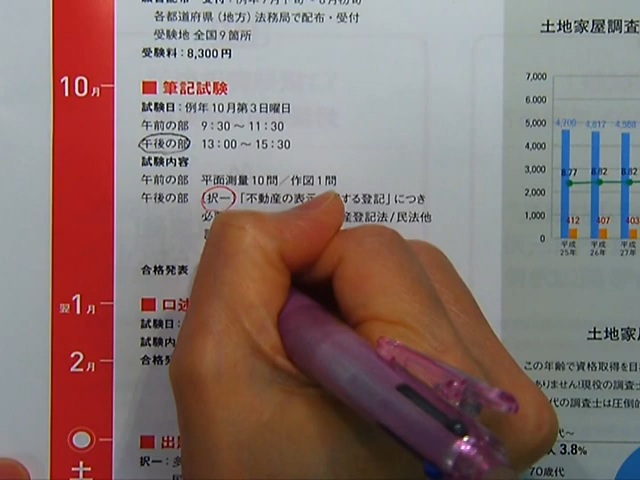 各都道府県(地方)法務局で配布・受付
受験地 全国9箇所
受験料:8,300円
10月
■筆記試験
試験日:例年10月第3日曜日
午前の部 9:30~11:30
午後の部 13:00~15:30
試験内容
午前の部 平面測量10問/作図1問
午後の部 [択一]「不動産の表示 する登記」につき
産登記法/民法他
合格発表
翌1月
■口述
試験日:
試験内
合格発
2月
土
択一:
土地家屋調査
7,000
6,000
5,000
4,000
3,000
2,000
1,000
0
4,700 4,617 4,568
8.77 8.82 8.82
412 407 403
平成25年 平成26年 平成27年
土地家屋
この年齢で資格取得を目
ありません!現役の調査士
代の調査士は圧倒的
代~
3.8%
70歳代